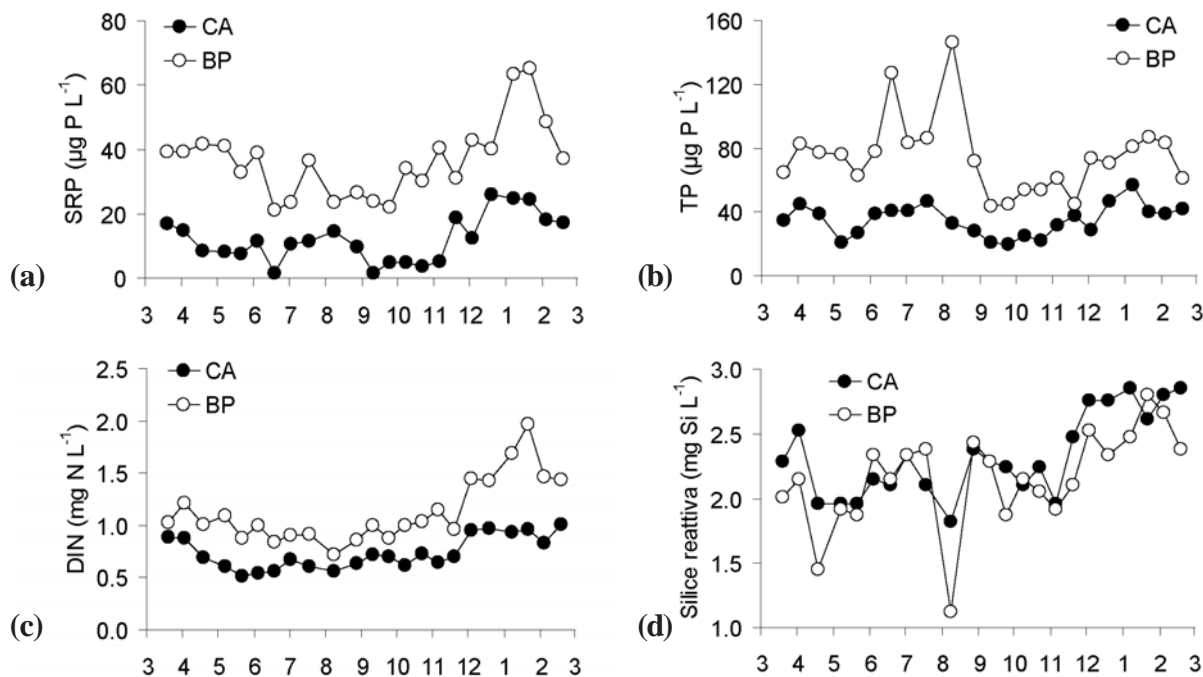 (a)
SRP (µg P L⁻¹)
80
60
40
20
0
CA
BP
3 4 5 6 7 8 9 10 11 12 1 2 3
(b)
TP (µg P L⁻¹)
160
120
80
40
0
CA
BP
3 4 5 6 7 8 9 10 11 12 1 2 3
(c)
DIN (mg N L⁻¹)
2.5
2.0
1.5
1.0
0.5
0.0
CA
BP
3 4 5 6 7 8 9 10 11 12 1 2 3
(d)
Silice reattiva (mg Si L⁻¹)
3.0
2.5
2.0
1.5
1.0
CA
BP
3 4 5 6 7 8 9 10 11 12 1 2 3